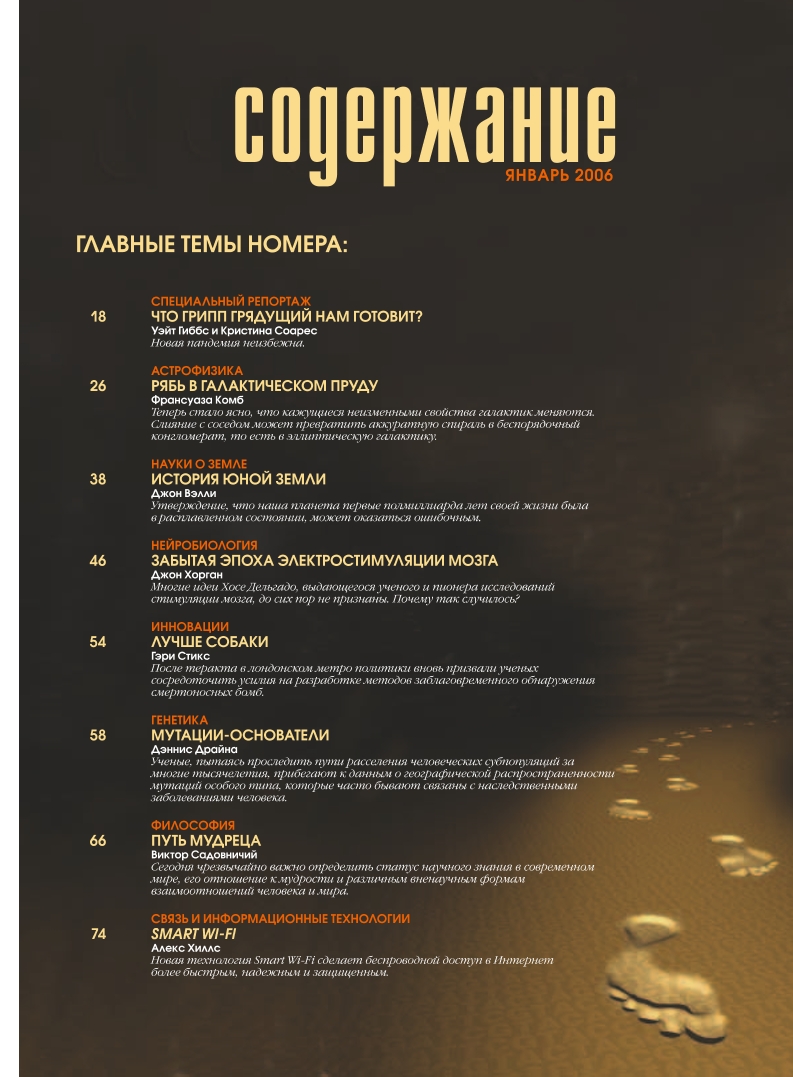 содержание
ЯНВАРЬ 2006
ГЛАВНЫЕ ТЕМЫ НОМЕРА:
СПЕЦИАЛЬНЫЙ РЕПОРТАЖ
18 ЧТО ГРИПП ГРЯДУЩИЙ НАМ ГОТОВИТ?
Уэйт Гиббс и Кристина Соарес
Новая пандемия неизбежна.
АСТРОФИЗИКА
26 РЯБЬ В ГАЛАКТИЧЕСКОМ ПРУДУ
Франсуаза Комб
Теперь стало ясно, что кажущиеся неизменными свойства галактик меняются.
Слияние с соседом может превратить аккуратную спираль в беспорядочный
конгломерат, то есть в эллиптическую галактику.
НАУКИ О ЗЕМЛЕ
38 ИСТОРИЯ ЮНОЙ ЗЕМЛИ
Джон Вэлли
Утверждение, что наша планета первые полмиллиарда лет своей жизни была
в расплавленном состоянии, может оказаться ошибочным.
НЕЙРОБИОЛОГИЯ
46 ЗАБЫТАЯ ЭПОХА ЭЛЕКТРОСТИМУЛЯЦИИ МОЗГА
Джон Хорган
Многие идеи Хосе Дельгадо, выдающегося ученого и пионера исследований
стимуляции мозга, до сих пор не признаны. Почему так случилось?
ИННОВАЦИИ
54 ЛУЧШЕ СОБАКИ
Гэри Стикс
После теракта в лондонском метро политики вновь призвали ученых
сосредоточить усилия на разработке методов заблаговременного обнаружения
смертоносных бомб.
ГЕНЕТИКА
58 МУТАЦИИ-ОСНОВАТЕЛИ
Дэннис Драйна
Ученые, пытаясь проследить пути расселения человеческих субпопуляций за
многие тысячелетия, прибегают к данным о географической распространенности
мутаций особого типа, которые часто бывают связаны с наследственными
заболеваниями человека.
ФИЛОСОФИЯ
66 ПУТЬ МУДРЕЦА
Виктор Садовничий
Сегодня чрезвычайно важно определить статус научного знания в современном
мире, его отношение к мудрости и различным вненаучным формам
взаимоотношений человека и мира.
СВЯЗЬ И ИНФОРМАЦИОННЫЕ ТЕХНОЛОГИИ
74 SMART WI-FI
Алекс Хиллс
Новая технология Smart Wi-Fi сделает беспроводной доступ в Интернет
более быстрым, надежным и защищенным.